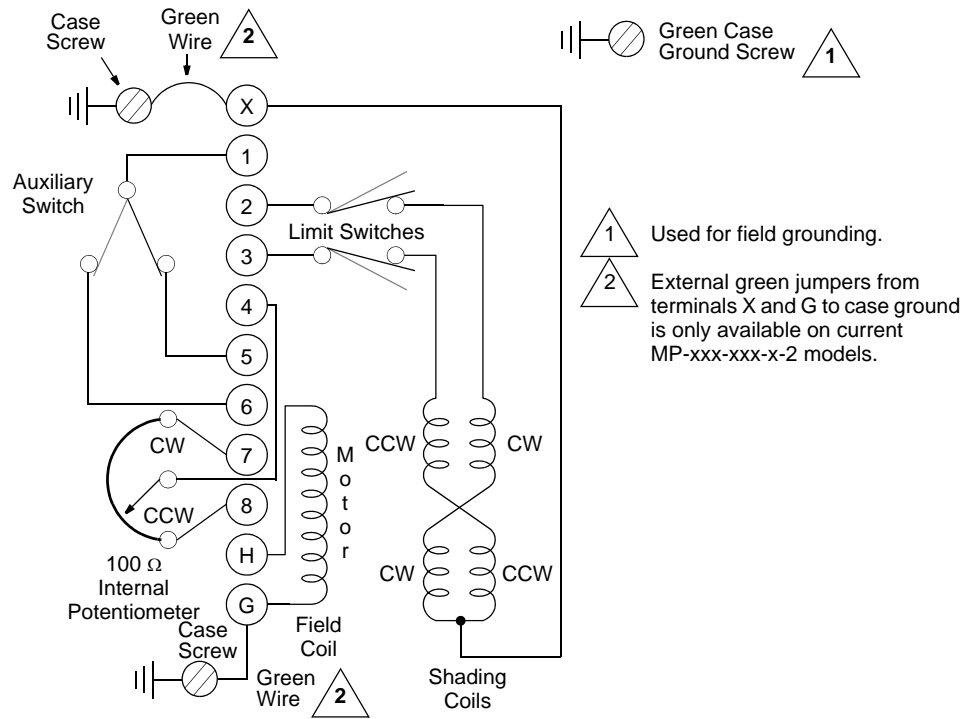 Case
Screw
Green
Wire
2
Green Case
Ground Screw
1
X
1
Auxiliary
Switch
2
Limit Switches
3
4
5
6
7
8
H
G
CW
CCW
100 Ω
Internal
Potentiometer
Motor
Field
Coil
CCW
CW
CW
CCW
Shading
Coils
Case
Screw
Green
Wire
2
1
Used for field grounding.
2
External green jumpers from
terminals X and G to case ground
is only available on current
MP-xxx-xxx-x-2 models.